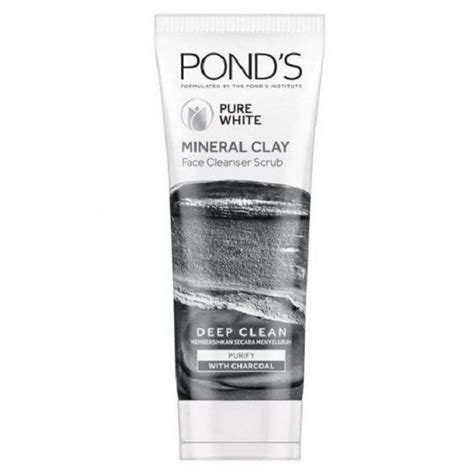 POND'S
FORMULATED BY THE POND'S INSTITUTE
PURE
WHITE
MINERAL CLAY
Face Cleanser Scrub
DEEP CLEAN
MEMBERSIHKAN SECARA MENYELURUH
PURIFY
WITH CHARCOAL